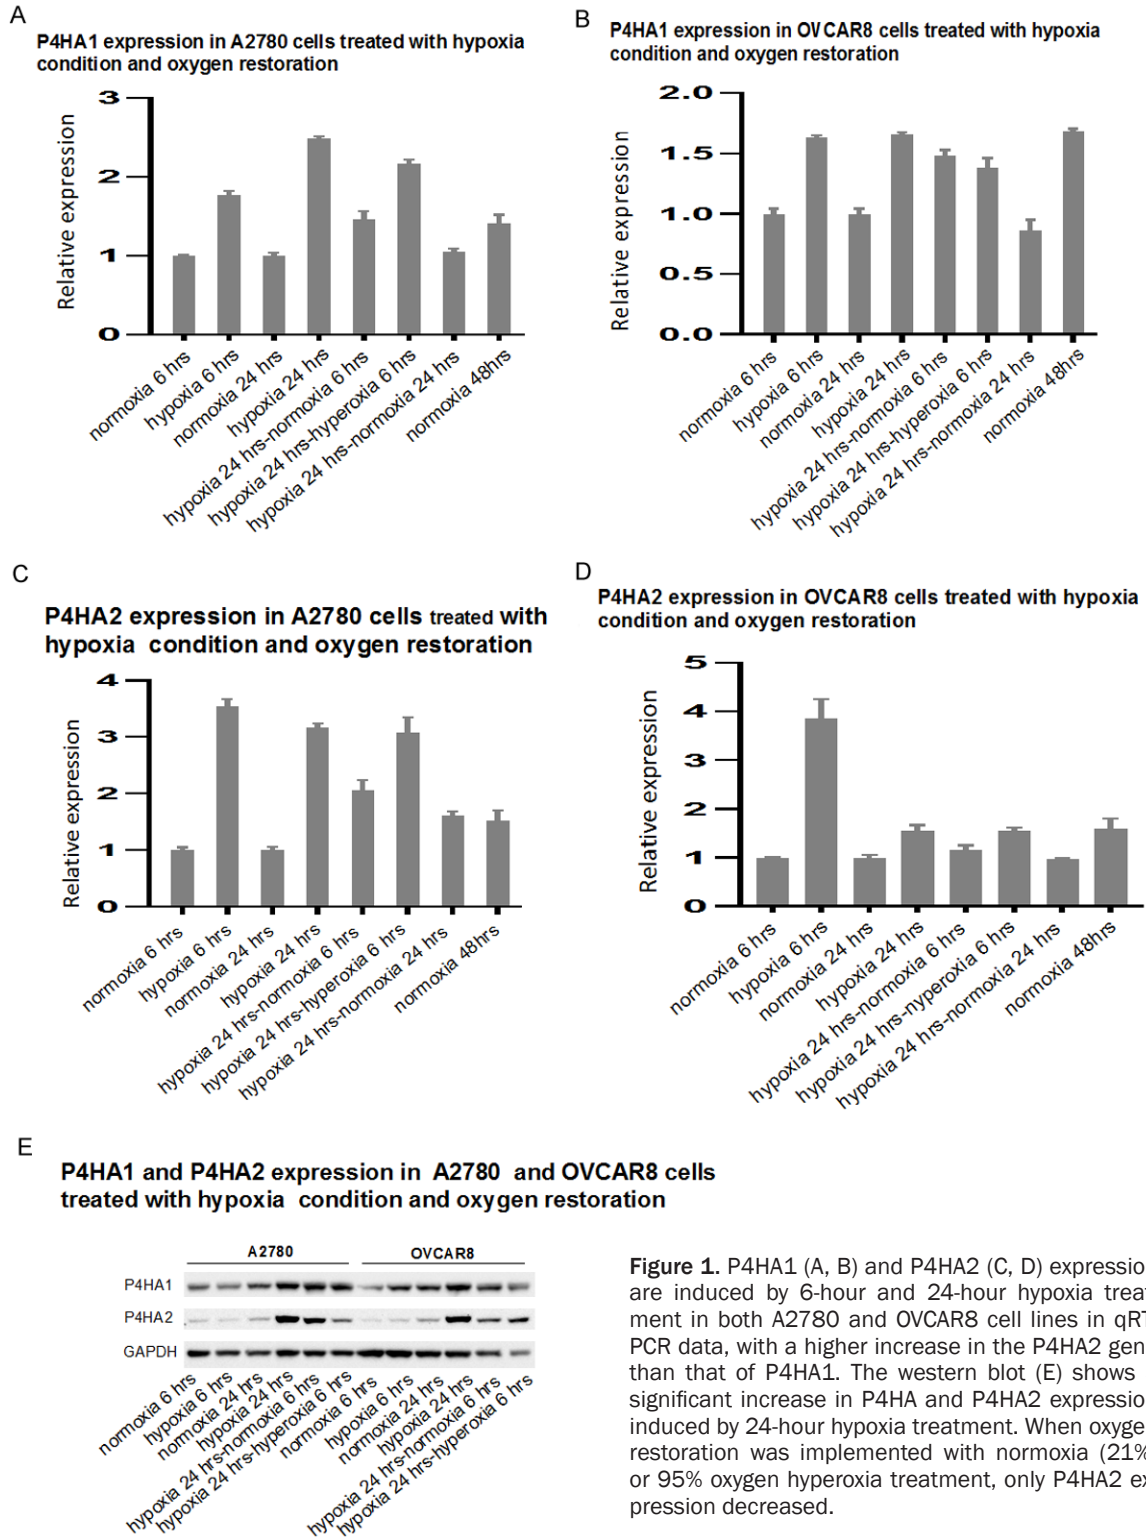 A
P4HA1 expression in A2780 cells treated with hypoxia
condition and oxygen restoration
Relative expression
3
2
1
0
normoxia 6 hrs
hypoxia 6 hrs
normoxia 24 hrs
hypoxia 24 hrs
hypoxia 24 hrs-normoxia 6 hrs
hypoxia 24 hrs-hyperoxia 6 hrs
hypoxia 24 hrs-normoxia 24 hrs
normoxia 48hrs
B
P4HA1 expression in OVCAR8 cells treated with hypoxia
condition and oxygen restoration
Relative expression
2.0
1.5
1.0
0.5
0.0
normoxia 6 hrs
hypoxia 6 hrs
normoxia 24 hrs
hypoxia 24 hrs
hypoxia 24 hrs-normoxia 6 hrs
hypoxia 24 hrs-hyperoxia 6 hrs
hypoxia 24 hrs-normoxia 24 hrs
normoxia 48hrs
C
P4HA2 expression in A2780 cells treated with
hypoxia condition and oxygen restoration
Relative expression
4
3
2
1
0
normoxia 6 hrs
hypoxia 6 hrs
normoxia 24 hrs
hypoxia 24 hrs
hypoxia 24 hrs-normoxia 6 hrs
hypoxia 24 hrs-hyperoxia 6 hrs
hypoxia 24 hrs-normoxia 24 hrs
normoxia 48hrs
D
P4HA2 expression in OVCAR8 cells treated with hypoxia
condition and oxygen restoration
Relative expression
5
4
3
2
1
0
normoxia 6 hrs
hypoxia 6 hrs
normoxia 24 hrs
hypoxia 24 hrs
hypoxia 24 hrs-normoxia 6 hrs
hypoxia 24 hrs-nyperoxia 6 hrs
hypoxia 24 hrs-normoxia 24 hrs
normoxia 48hrs
E
P4HA1 and P4HA2 expression in A2780 and OVCAR8 cells
treated with hypoxia condition and oxygen restoration
A2780
OVCAR8
P4HA1
P4HA2
GAPDH
normoxia 6 hrs
hypoxia 6 hrs
normoxia 24 hrs
hypoxia 24 hrs
hypoxia 24 hrs-normoxia 6 hrs
hypoxia 24 hrs-hyperoxia 6 hrs
normoxia 6 hrs
hypoxia 6 hrs
normoxia 24 hrs
hypoxia 24 hrs
hypoxia 24 hrs-normoxia 6 hrs
hypoxia 24 hrs-hyperoxia 6 hrs
Figure 1. P4HA1 (A, B) and P4HA2 (C, D) expressio
are induced by 6-hour and 24-hour hypoxia treat
ment in both A2780 and OVCAR8 cell lines in qRT
PCR data, with a higher increase in the P4HA2 gen
than that of P4HA1. The western blot (E) shows
significant increase in P4HA and P4HA2 expression
induced by 24-hour hypoxia treatment. When oxyge
restoration was implemented with normoxia (21%
or 95% oxygen hyperoxia treatment, only P4HA2 ex
pression decreased.